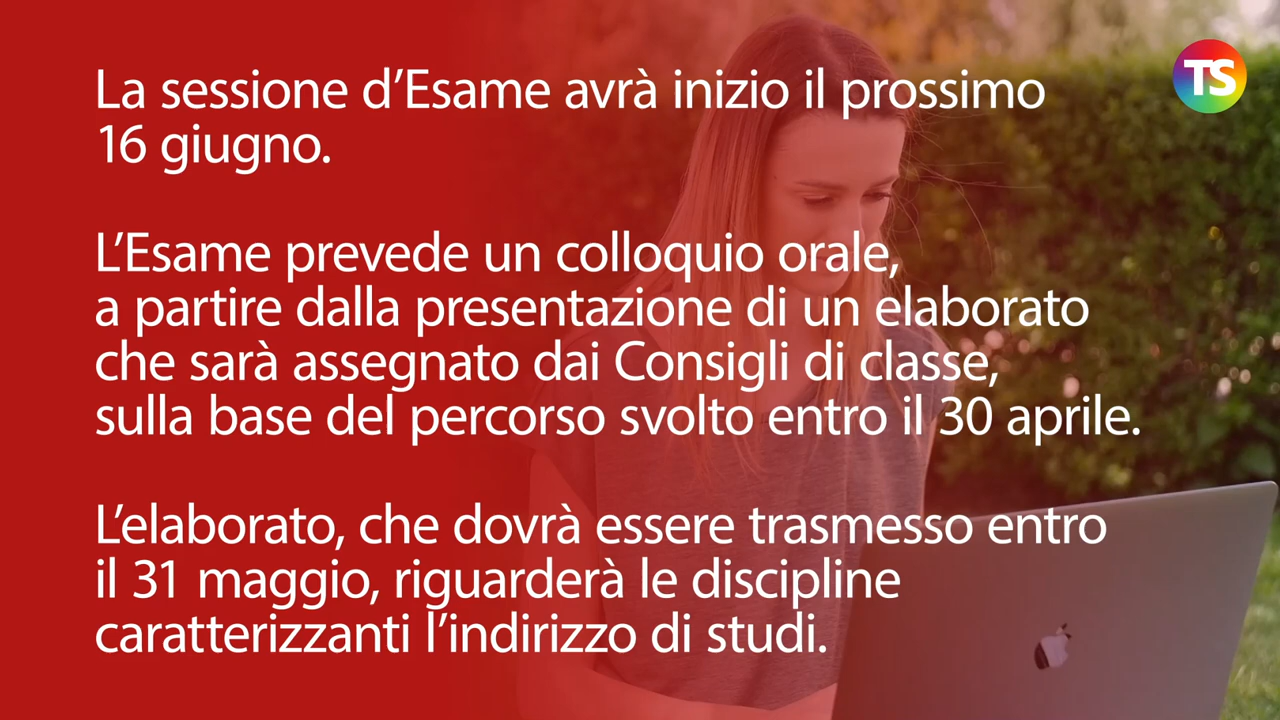 TS
La sessione d’Esame avrà inizio il prossimo
16 giugno.
L’Esame prevede un colloquio orale,
a partire dalla presentazione di un elaborato
che sarà assegnato dai Consigli di classe,
sulla base del percorso svolto entro il 30 aprile.
L’elaborato, che dovrà essere trasmesso entro
il 31 maggio, riguarderà le discipline
caratterizzanti l’indirizzo di studi.